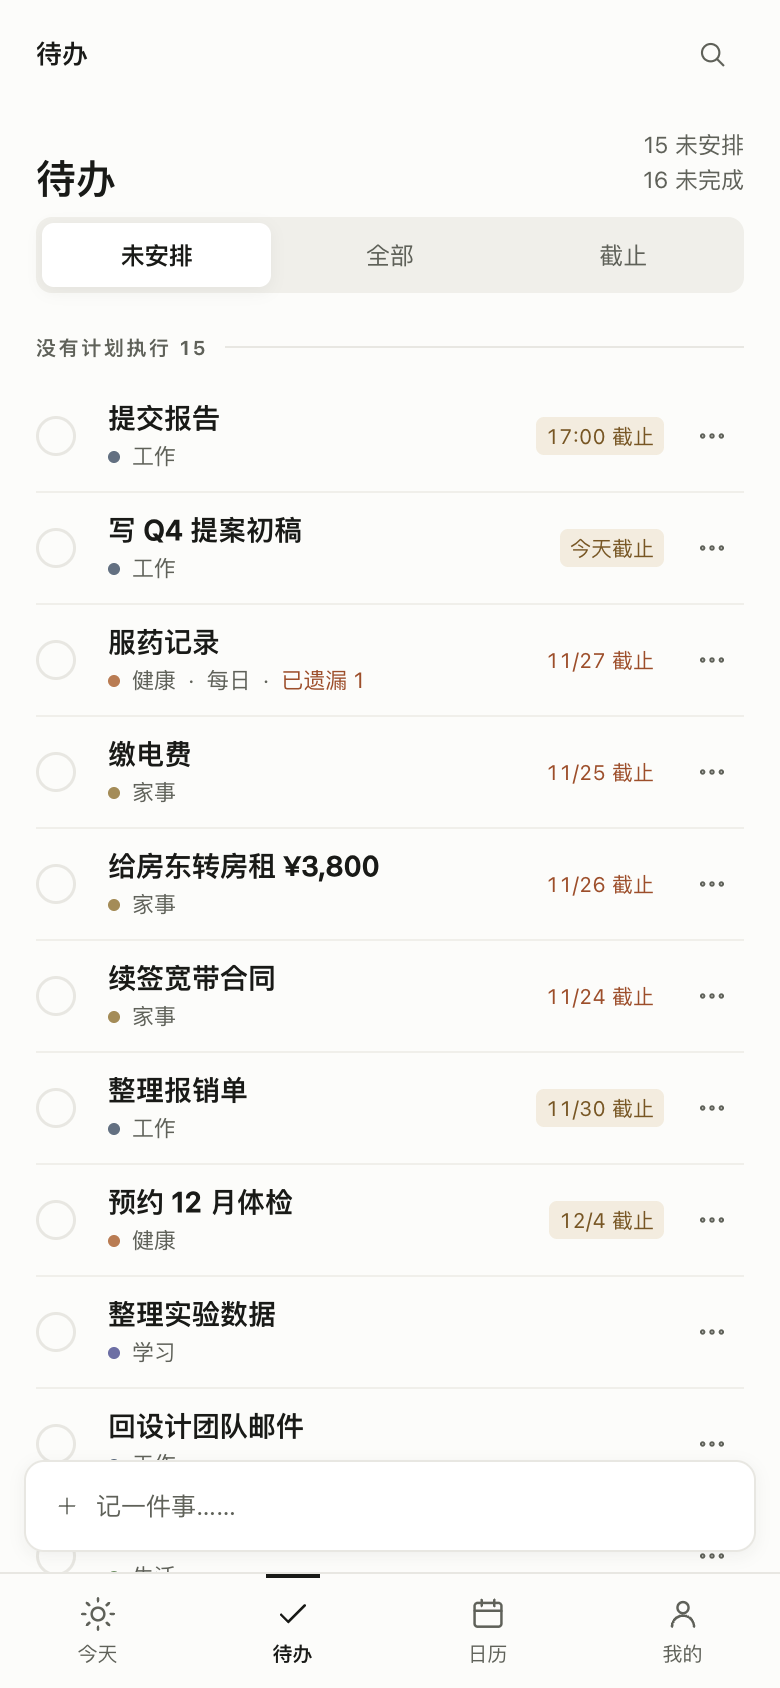 待办
15 未安排
16 未完成
待办
未安排 全部 截止
没有计划执行 15
提交报告
17:00 截止
工作
写 Q4 提案初稿
今天截止
工作
服药记录
11/27 截止
健康 · 每日 · 已遗漏 1
缴电费
11/25 截止
家事
给房东转房租 ¥3,800
11/26 截止
家事
续签宽带合同
11/24 截止
家事
整理报销单
11/30 截止
工作
预约 12 月体检
12/4 截止
健康
整理实验数据
学习
回设计团队邮件
记一件事……
今天 待办 日历 我的